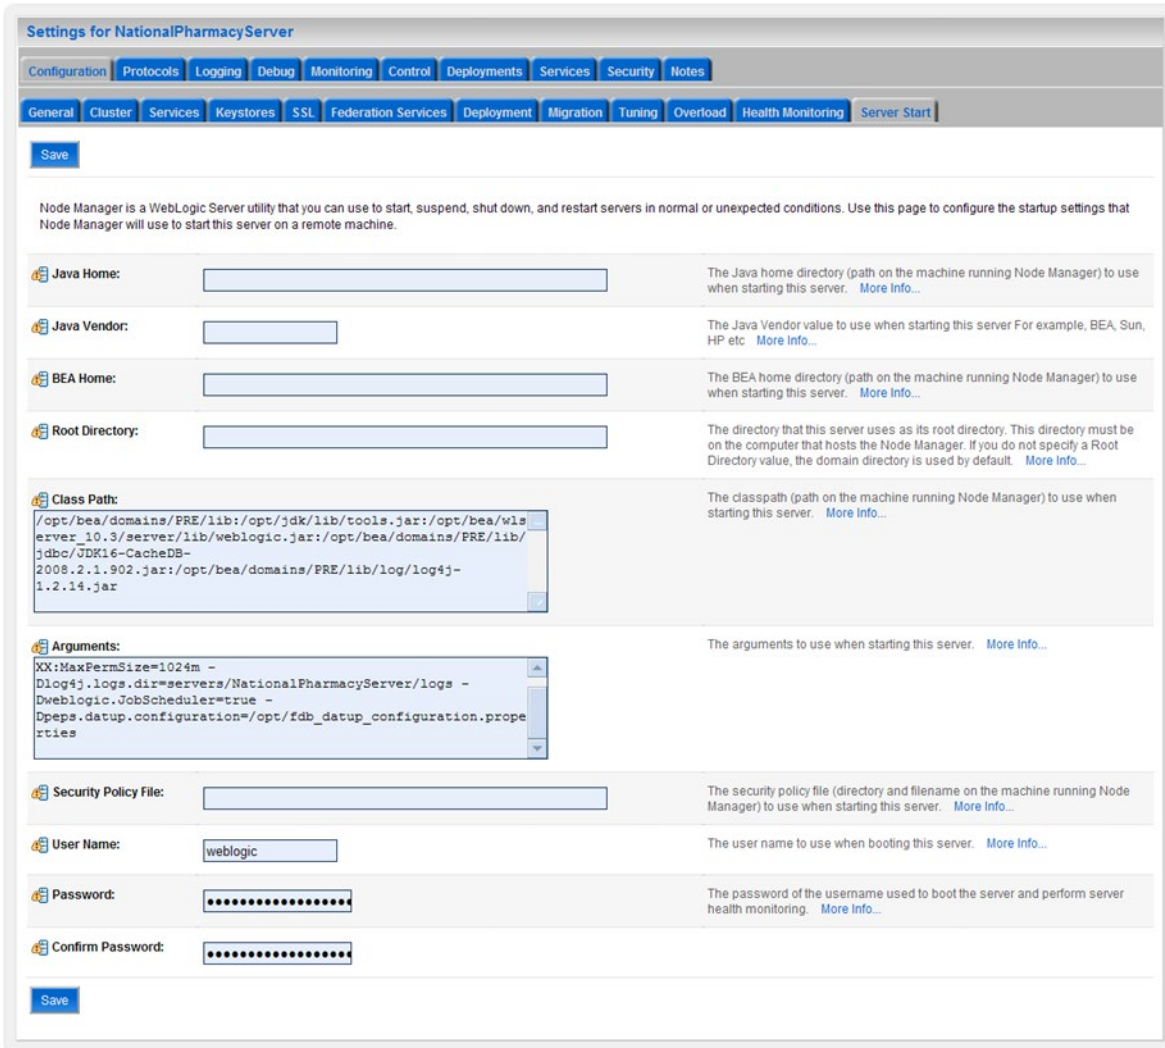 Settings for NationalPharmacyServer
Configuration Protocols Logging Debug Monitoring Control Deployments Services Security Notes
General Cluster Services Keystores SSL Federation Services Deployment Migration Tuning Overload Health Monitoring Server Start
Save
Node Manager is a WebLogic Server utility that you can use to start, suspend, shut down, and restart servers in normal or unexpected conditions. Use this page to configure the startup settings that
Node Manager will use to start this server on a remote machine.
Java Home:
The Java home directory (path on the machine running Node Manager) to use
when starting this server. More Info...
Java Vendor:
The Java Vendor value to use when starting this server For example, BEA, Sun,
HP etc More Info...
BEA Home:
The BEA home directory (path on the machine running Node Manager) to use
when starting this server. More Info...
Root Directory:
The directory that this server uses as its root directory. This directory must be
on the computer that hosts the Node Manager. If you do not specify a Root
Directory value, the domain directory is used by default. More Info...
Class Path:
/opt/bea/domains/PRE/lib:/opt/jdk/lib/tools.jar:/opt/bea/wls
erver_10.3/server/lib/weblogic.jar:/opt/bea/domains/PRE/lib/
jdbc/JDK16-CacheDB-
2008.2.1.902.jar:/opt/bea/domains/PRE/lib/log/log4j-
1.2.14.jar
The classpath (path on the machine running Node Manager) to use when
starting this server. More Info...
Arguments:
XX:MaxPermSize=1024m -
Dlog4j.logs.dir=servers/NationalPharmacyServer/logs -
Dweblogic.JobScheduler=true -
Dpeps.datup.configuration=/opt/fdb_datup_configuration.prope
rties
The arguments to use when starting this server. More Info...
Security Policy File:
The security policy file (directory and filename on the machine running Node
Manager) to use when starting this server. More Info...
User Name:
weblogic
The user name to use when booting this server. More Info...
Password:
The password of the username used to boot the server and perform server
health monitoring. More Info...
Confirm Password:
Save